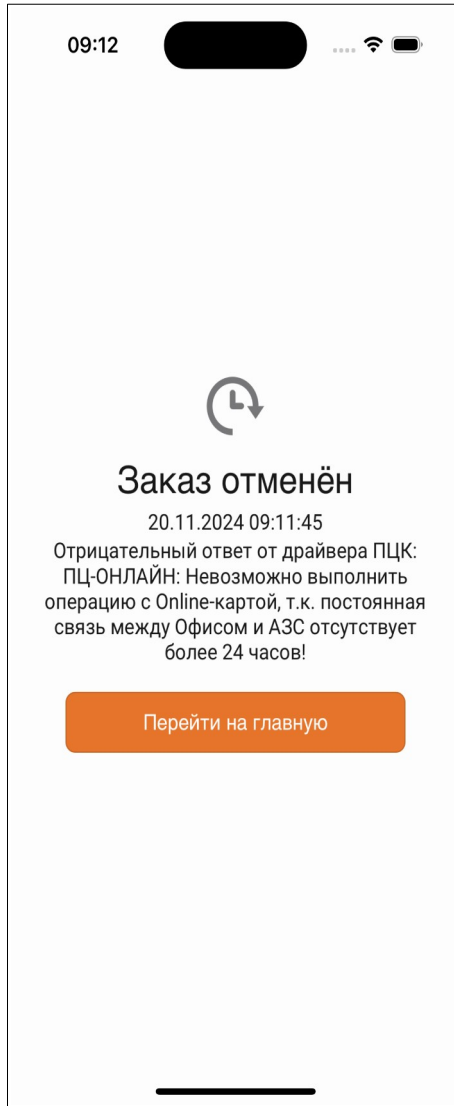 09:12
Заказ отменён
20.11.2024 09:11:45
Отрицательный ответ от драйвера ПЦК:
ПЦ-ОНЛАЙН: Невозможно выполнить
операцию с Online-картой, т.к. постоянная
связь между Офисом и АЗС отсутствует
более 24 часов!
Перейти на главную